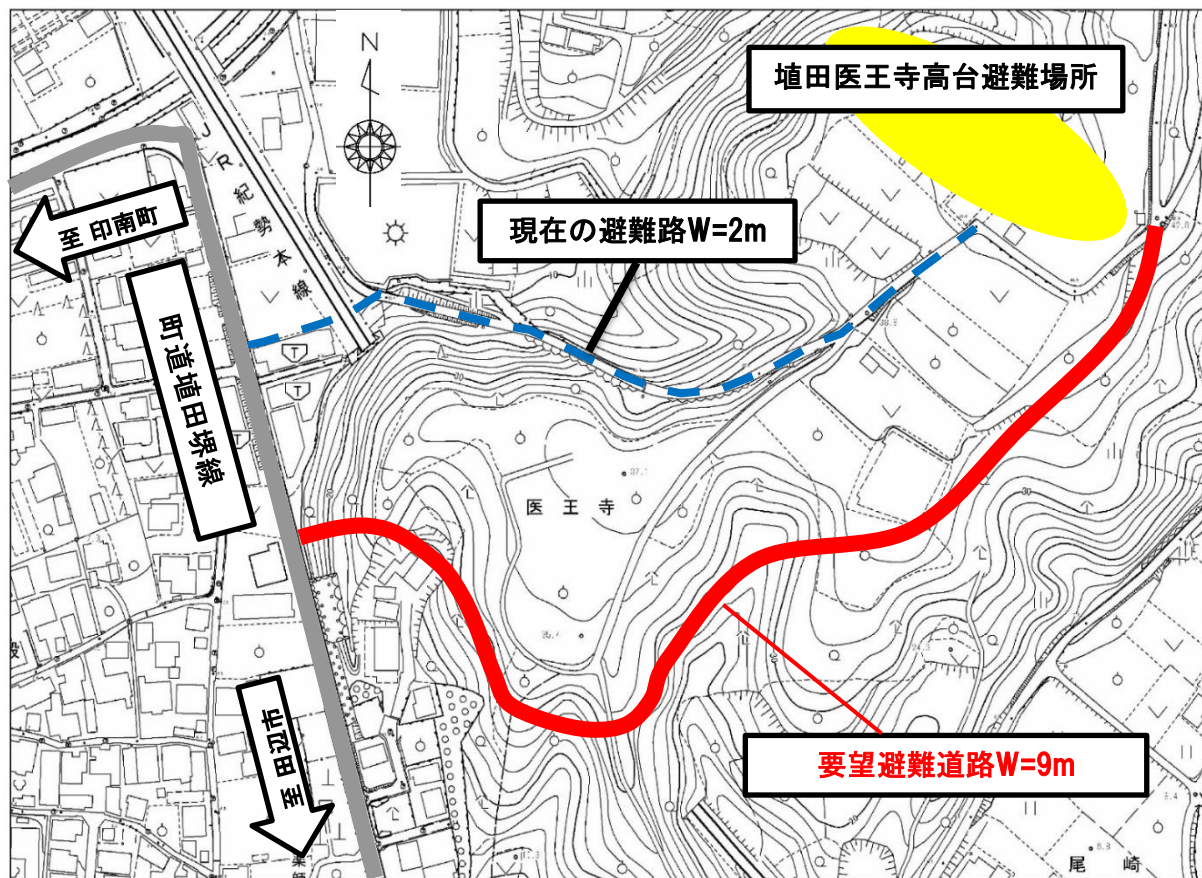 N
埴田医王寺高台避難場所
JR紀勢本線
現在の避難路W=2m
至 印南町
町道埴田堺線
医王寺
至 田辺市
要望避難道路W=9m
尾崎